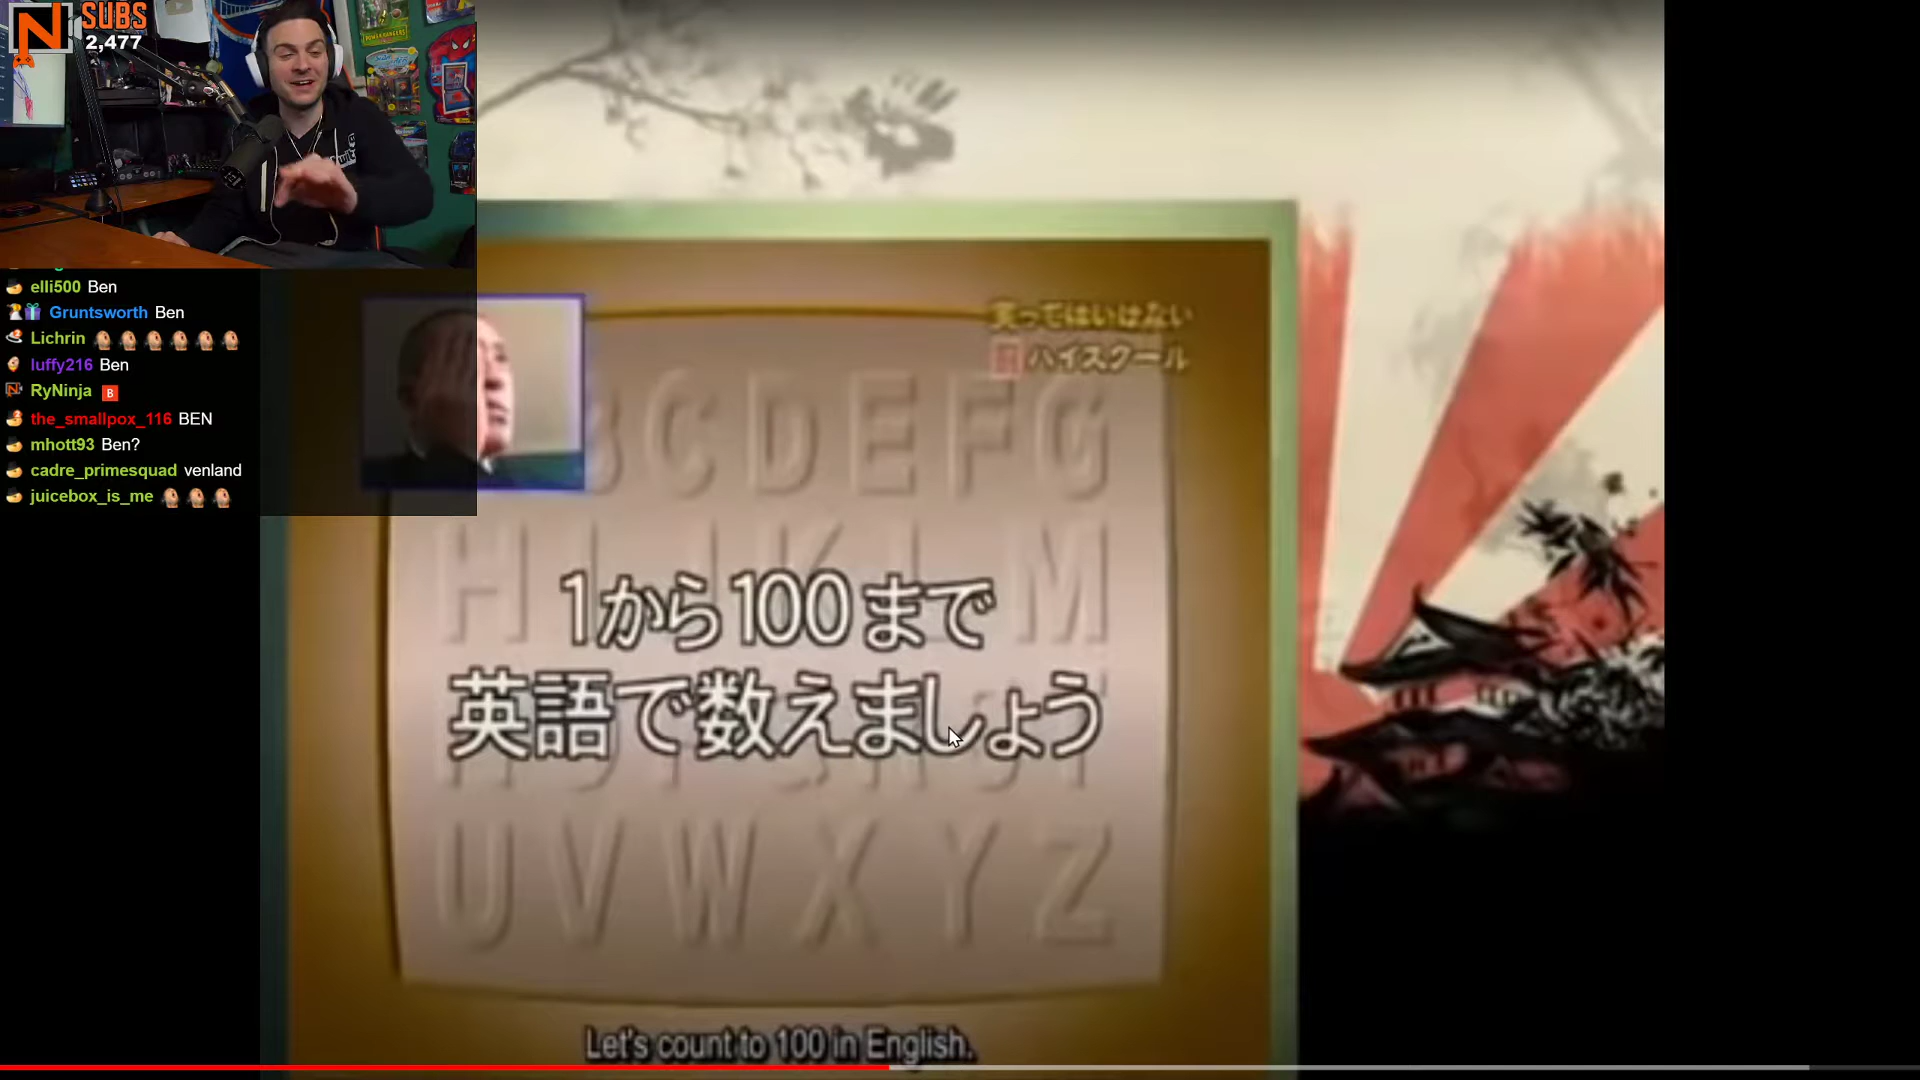 SUBS
2,477
elli500 Ben
Gruntsworth Ben
Lichrin
luffy216 Ben
RyNinja B
the_smallpox_116 BEN
mhott93 Ben?
cadre_primesquad venland
juicebox_is_me
笑ってはいけない
ハイスクール
B C D E F G
H I J K L M
1から100まで
英語で数えましょう
U V W X Y Z
Let's count to 100 in English.